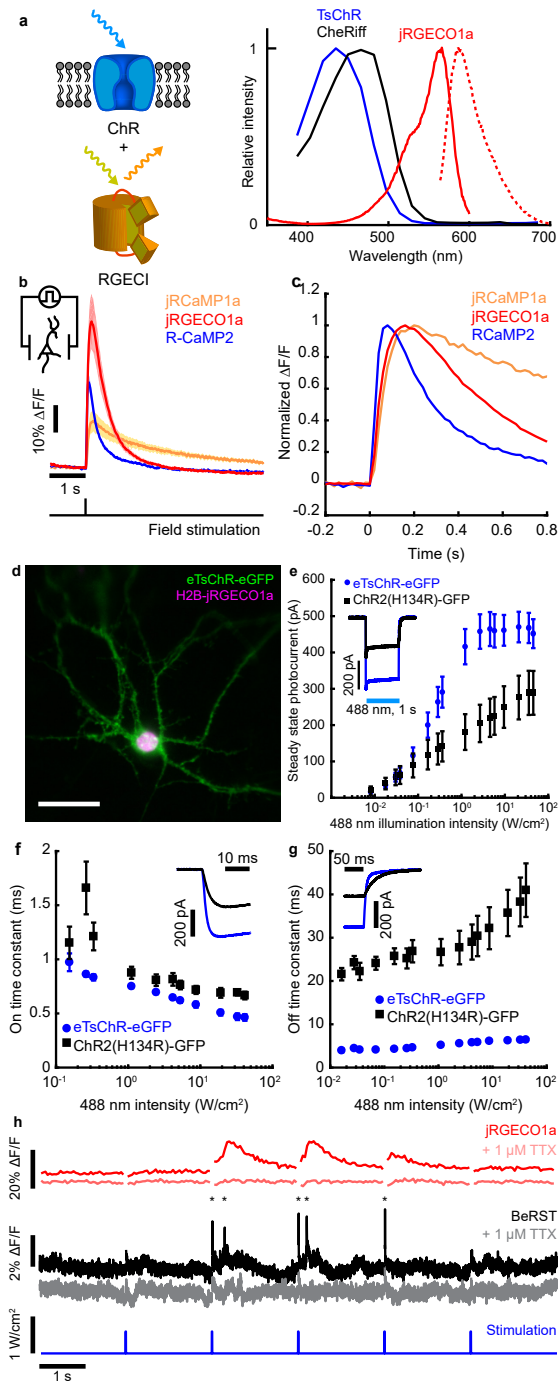 a
ChR
+
RGECI
TsChR
CheRiff
jRGECO1a
Relative intensity
1
0
400
500
600
700
Wavelength (nm)
b
jRCaMP1a
jRGECO1a
R-CaMP2
10% ΔF/F
1 s
Field stimulation
c
jRCaMP1a
jRGECO1a
RCaMP2
Normalized ΔF/F
1.2
1.0
0.8
0.6
0.4
0.2
0
-1.2
-0.2
0
0.2
0.4
0.6
0.8
Time (s)
d
eTsChR-eGFP
H2B-jRGECO1a
e
eTsChR-eGFP
ChR2(H134R)-GFP
Steady state photocurrent (pA)
600
500
400
300
200
100
0
200 pA
488 nm, 1 s
10⁻² 10⁻¹ 10⁰ 10¹ 10²
488 nm illumination intensity (W/cm²)
f
On time constant (ms)
2
1.5
1
0.5
0
10 ms
200 pA
eTsChR-eGFP
ChR2(H134R)-GFP
10⁻¹ 10⁰ 10¹ 10²
488 nm intensity (W/cm²)
g
Off time constant (ms)
50
40
30
20
10
0
50 ms
200 pA
eTsChR-eGFP
ChR2(H134R)-GFP
10⁻² 10⁻¹ 10⁰ 10¹ 10²
488 nm intensity (W/cm²)
h
jRGECO1a
+ 1 µM TTX
20% ΔF/F
* * * * *
BeRST
+ 1 µM TTX
2% ΔF/F
Stimulation
1 W/cm²
1 s